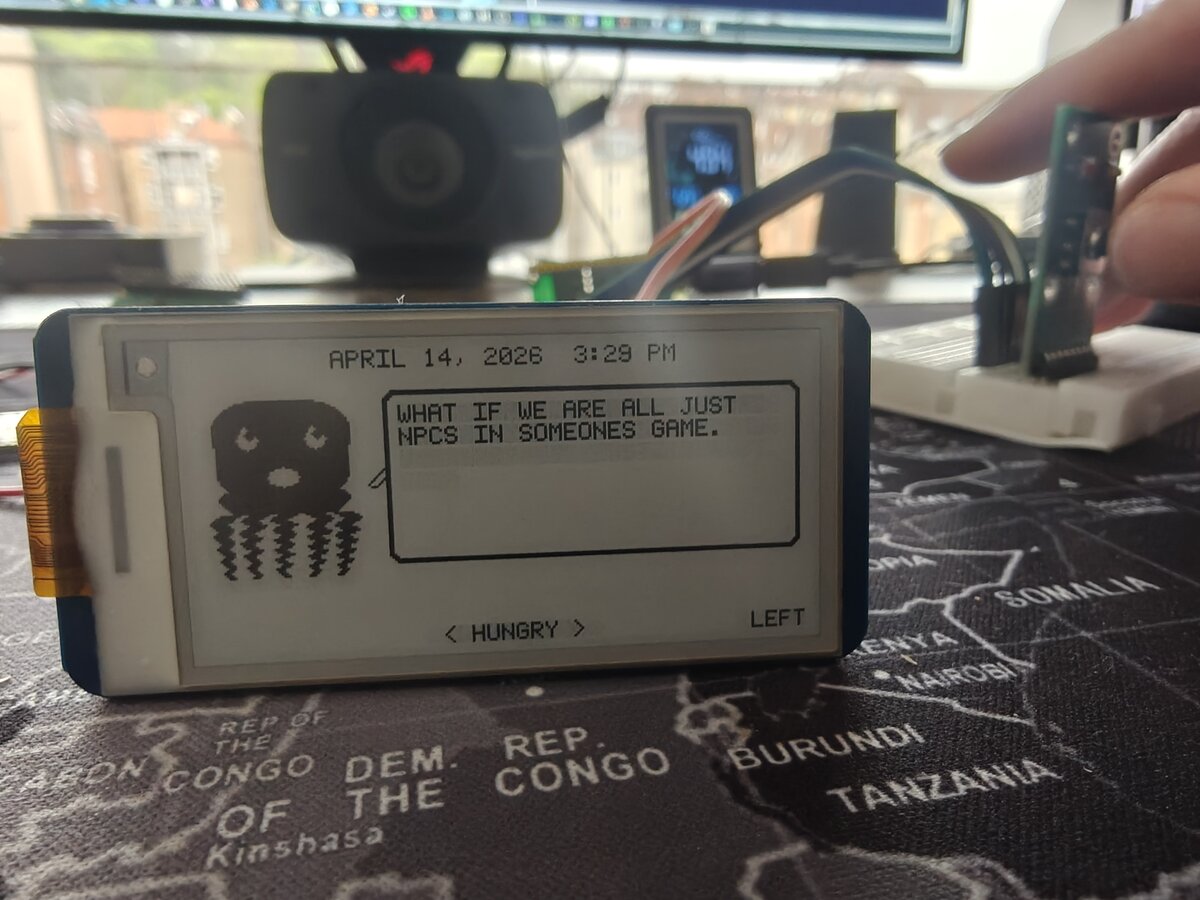 APRIL 14, 2026 3:29 PM
WHAT IF WE ARE ALL JUST
NPCS IN SOMEONES GAME.
LEFT
< HUNGRY >
SOMALIA
KENYA
NAIROBI
REP OF
THE
CONGO
DEM. REP.
OF THE CONGO
Kinshasa
BURUNDI
TANZANIA